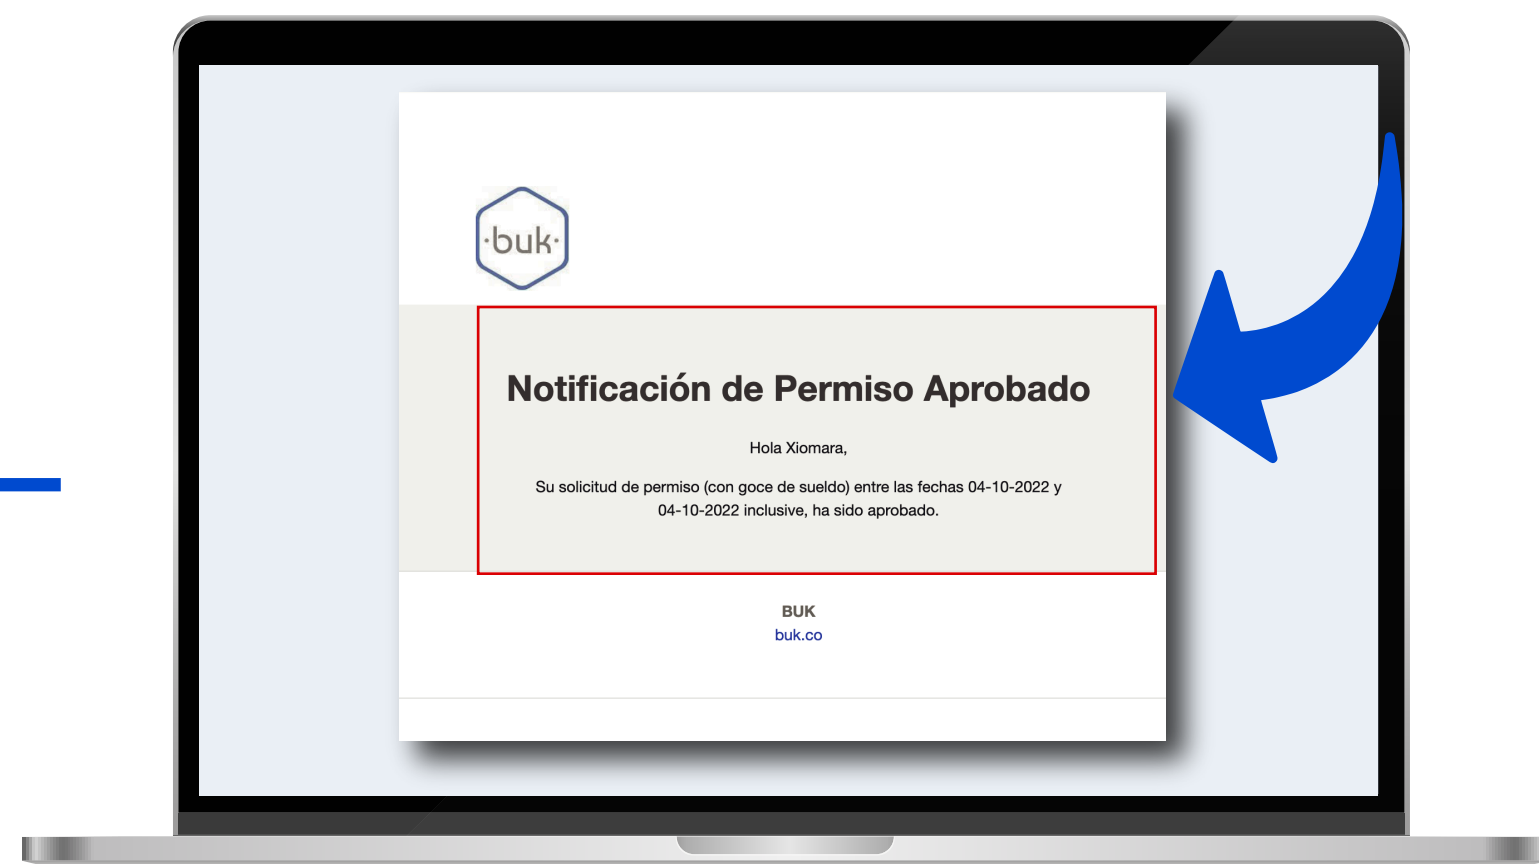 ·buk·
Notificación de Permiso Aprobado
Hola Xiomara,
Su solicitud de permiso (con goce de sueldo) entre las fechas 04-10-2022 y
04-10-2022 inclusive, ha sido aprobado.
BUK
buk.co